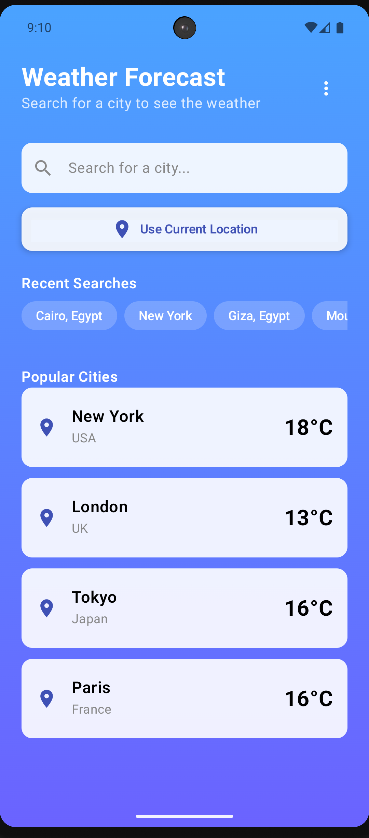 9:10
Weather Forecast
Search for a city to see the weather
Search for a city...
Use Current Location
Recent Searches
Cairo, Egypt New York Giza, Egypt Mou
Popular Cities
New York
USA
18°C
London
UK
13°C
Tokyo
Japan
16°C
Paris
France
16°C